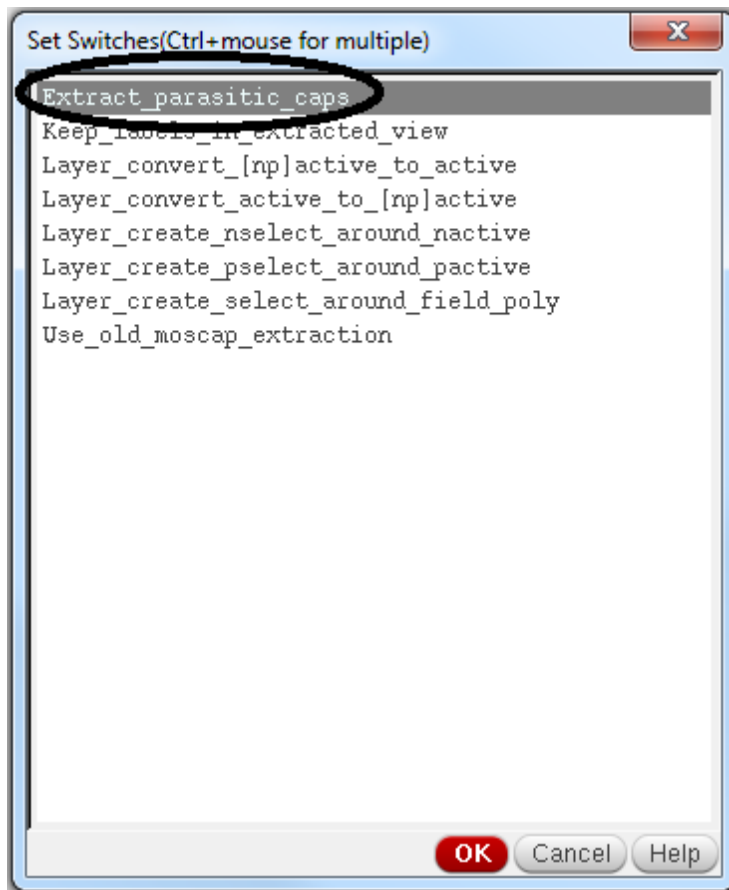 Set Switches(Ctrl+mouse for multiple)
X
Extract_parasitic_caps
Keep_labels_in_extracted_view
Layer_convert_[np]active_to_active
Layer_convert_active_to_[np]active
Layer_create_nselect_around_nactive
Layer_create_pselect_around_pactive
Layer_create_select_around_field_poly
Use_old_moscap_extraction
OK Cancel Help